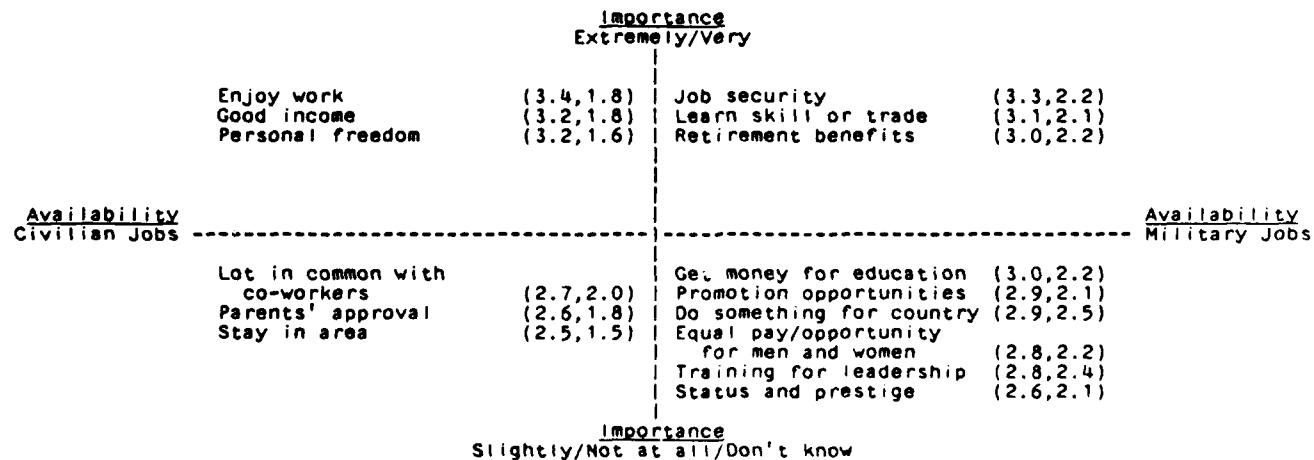 Importance
Extremely/Very
Enjoy work (3.4,1.8) Job security (3.3,2.2)
Good income (3.2,1.8) Learn skill or trade (3.1,2.1)
Personal freedom (3.2,1.6) Retirement benefits (3.0,2.2)
Availability Availability
Civilian Jobs Military Jobs
Lot in common with Get money for education (3.0,2.2)
co-workers (2.7,2.0) Promotion opportunities (2.9,2.1)
Parents' approval (2.6,1.8) Do something for country (2.9,2.5)
Stay in area (2.5,1.5) Equal pay/opportunity
for men and women (2.8,2.2)
Training for leadership (2.8,2.4)
Status and prestige (2.6,2.1)
Importance
Slightly/Not at all/Don't know